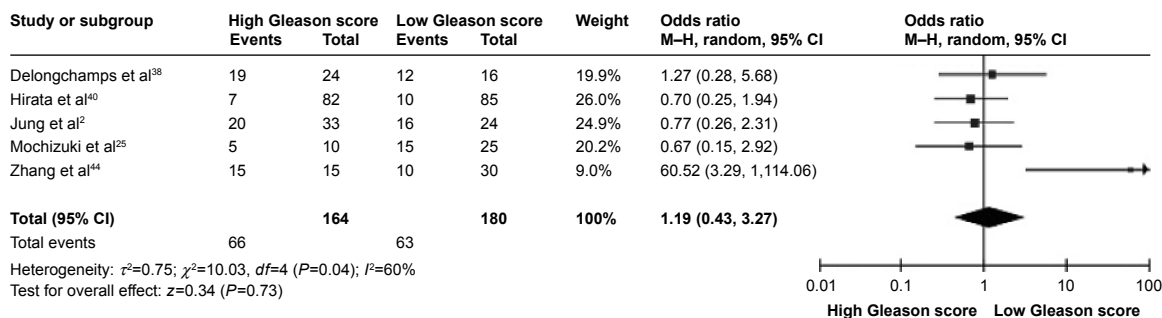 Study or subgroup High Gleason score Low Gleason score Weight Odds ratio Odds ratio
Events Total Events Total M–H, random, 95% CI M–H, random, 95% CI
Delongchamps et al³⁸ 19 24 12 16 19.9% 1.27 (0.28, 5.68)
Hirata et al⁴⁰ 7 82 10 85 26.0% 0.70 (0.25, 1.94)
Jung et al² 20 33 16 24 24.9% 0.77 (0.26, 2.31)
Mochizuki et al²⁵ 5 10 15 25 20.2% 0.67 (0.15, 2.92)
Zhang et al⁴⁴ 15 15 10 30 9.0% 60.52 (3.29, 1,114.06)
Total (95% CI) 164 180 100% 1.19 (0.43, 3.27)
Total events 66 63
Heterogeneity: τ²=0.75; χ²=10.03, df=4 (P=0.04); I²=60%
Test for overall effect: z=0.34 (P=0.73)
0.01 0.1 1 10 100
High Gleason score Low Gleason score